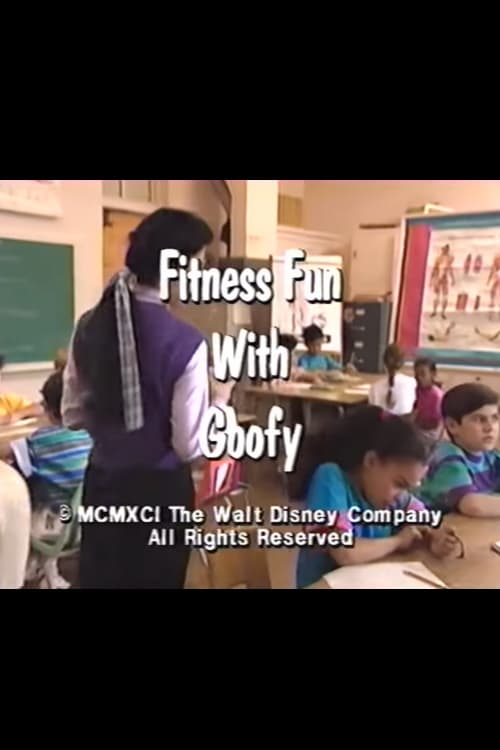 Fitness Fun
With
Goofy
© MCMXCI The Walt Disney Company
All Rights Reserved